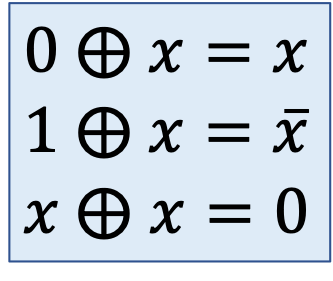 0 ⊕ x = x
1 ⊕ x = x̄
x ⊕ x = 0